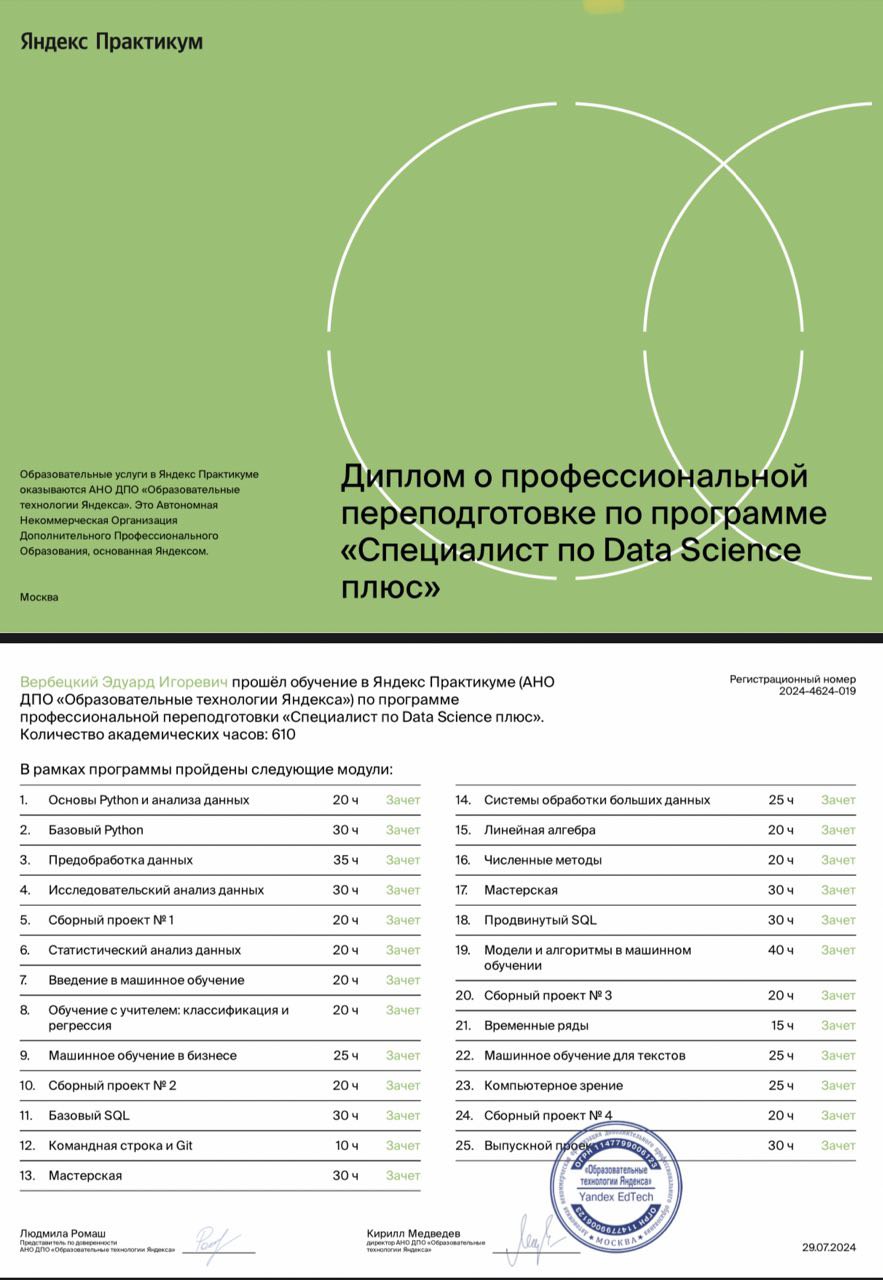 Яндекс Практикум
Образовательные услуги в Яндекс Практикуме
оказываются АНО ДПО «Образовательные
технологии Яндекса». Это Автономная
Некоммерческая Организация
Дополнительного Профессионального
Образования, основанная Яндексом.
Москва
Диплом о профессиональной
переподготовке по программе
«Специалист по Data Science
плюс»
Вербецкий Эдуард Игоревич прошёл обучение в Яндекс Практикуме (АНО
ДПО «Образовательные технологии Яндекса») по программе
профессиональной переподготовки «Специалист по Data Science плюс».
Количество академических часов: 610
Регистрационный номер
2024-4624-019
В рамках программы пройдены следующие модули:
1. Основы Python и анализа данных 20 ч Зачет
2. Базовый Python 30 ч Зачет
3. Предобработка данных 35 ч Зачет
4. Исследовательский анализ данных 30 ч Зачет
5. Сборный проект № 1 20 ч Зачет
6. Статистический анализ данных 20 ч Зачет
7. Введение в машинное обучение 20 ч Зачет
8. Обучение с учителем: классификация и 20 ч Зачет
регрессия
9. Машинное обучение в бизнесе 25 ч Зачет
10. Сборный проект № 2 20 ч Зачет
11. Базовый SQL 30 ч Зачет
12. Командная строка и Git 10 ч Зачет
13. Мастерская 30 ч Зачет
14. Системы обработки больших данных 25 ч Зачет
15. Линейная алгебра 20 ч Зачет
16. Численные методы 20 ч Зачет
17. Мастерская 30 ч Зачет
18. Продвинутый SQL 30 ч Зачет
19. Модели и алгоритмы в машинном 40 ч Зачет
обучении
20. Сборный проект № 3 20 ч Зачет
21. Временные ряды 15 ч Зачет
22. Машинное обучение для текстов 25 ч Зачет
23. Компьютерное зрение 25 ч Зачет
24. Сборный проект № 4 20 ч Зачет
25. Выпускной проект 30 ч Зачет
«Образовательные
технологии Яндекса»
Yandex EdTech
МОСКВА
Людмила Ромаш
Представитель по доверенности
АНО ДПО «Образовательные технологии Яндекса»
Кирилл Медведев
директор АНО ДПО «Образовательные
технологии Яндекса»
29.07.2024